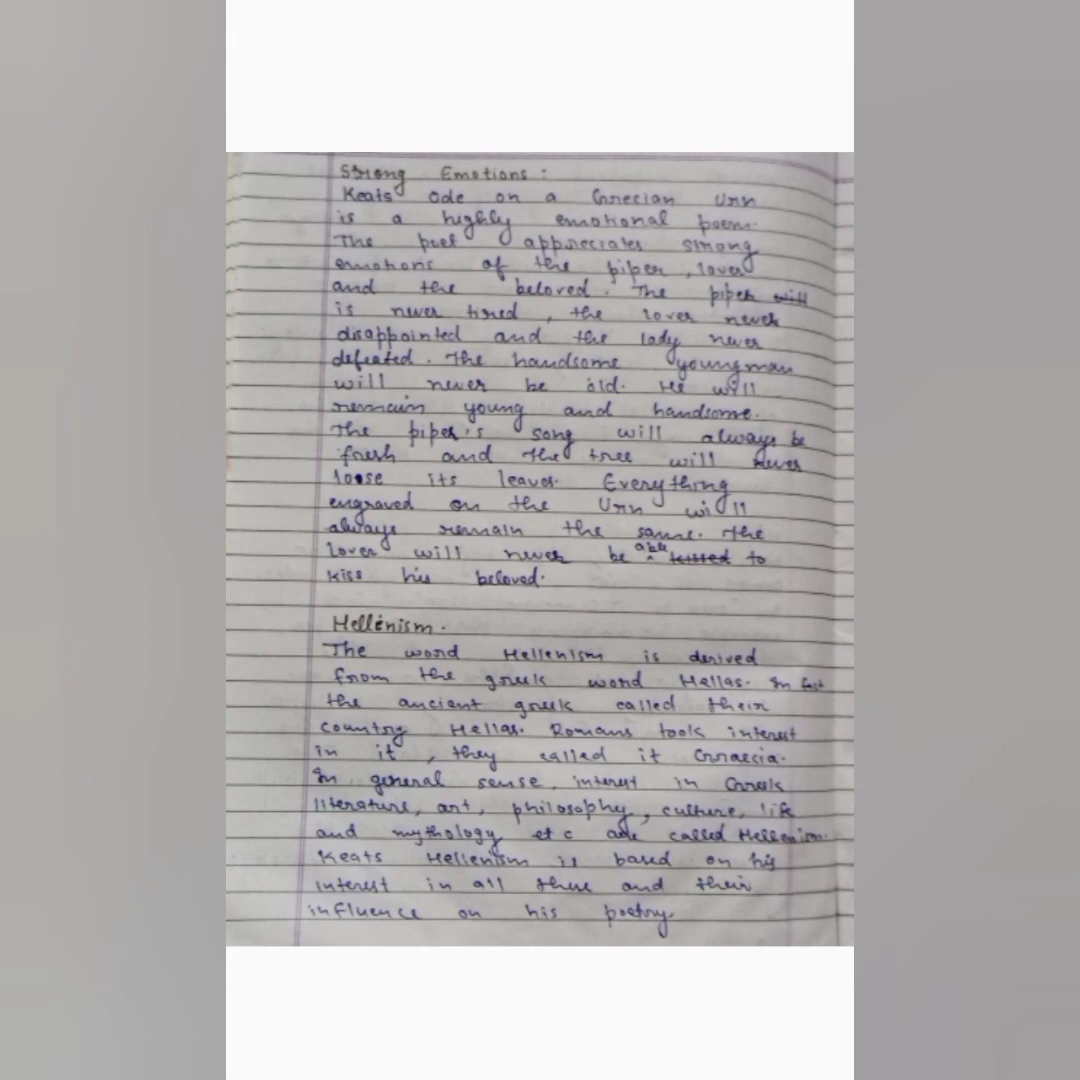 Strong Emotions :
Keats Ode on a Grecian Urn
is a highly emotional poem.
The poet appreciates strong
emotions of the piper, lover
and the beloved. The piper will
is never tired, the lover never
disappointed and the lady never
defeated. The handsome youngman
will never be old. He will
remain young and handsome.
The piper's song will always be
fresh and the tree will never
loose its leaves. Everything
engraved on the Urn will
always remain the same. The
lover will never be able kissed to
kiss his beloved.
Hellenism.
The word Hellenism is derived
from the greek word Hellas. In fact
the ancient greek called their
country Hellas. Romans took interest
in it, they called it Graecia.
In general sense, interest in Greek
literature, art, philosophy, culture, life
and mythology etc are called Hellenism.
Keats Hellenism is based on his
interest in all these and their
influence on his poetry.